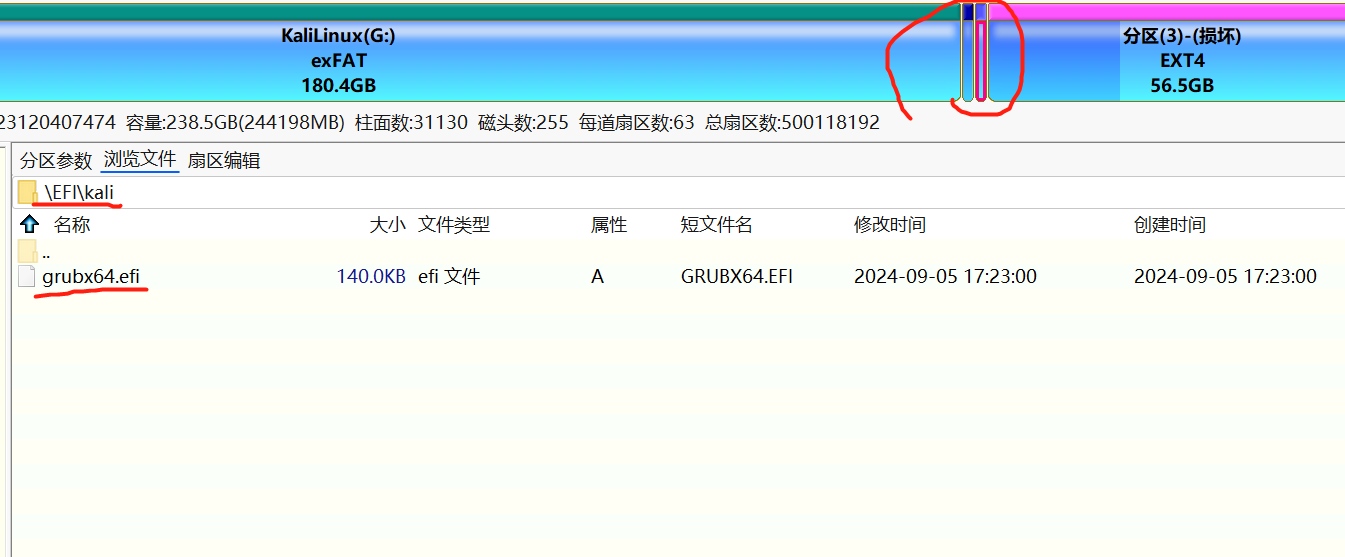 KaliLinux(G:)
exFAT
180.4GB
分区(3)-(损坏)
EXT4
56.5GB
23120407474 容量:238.5GB(244198MB) 柱面数:31130 磁头数:255 每道扇区数:63 总扇区数:500118192
分区参数 浏览文件 扇区编辑
\EFI\kali
名称 大小 文件类型 属性 短文件名 修改时间 创建时间
..
grubx64.efi 140.0KB efi 文件 A GRUBX64.EFI 2024-09-05 17:23:00 2024-09-05 17:23:00